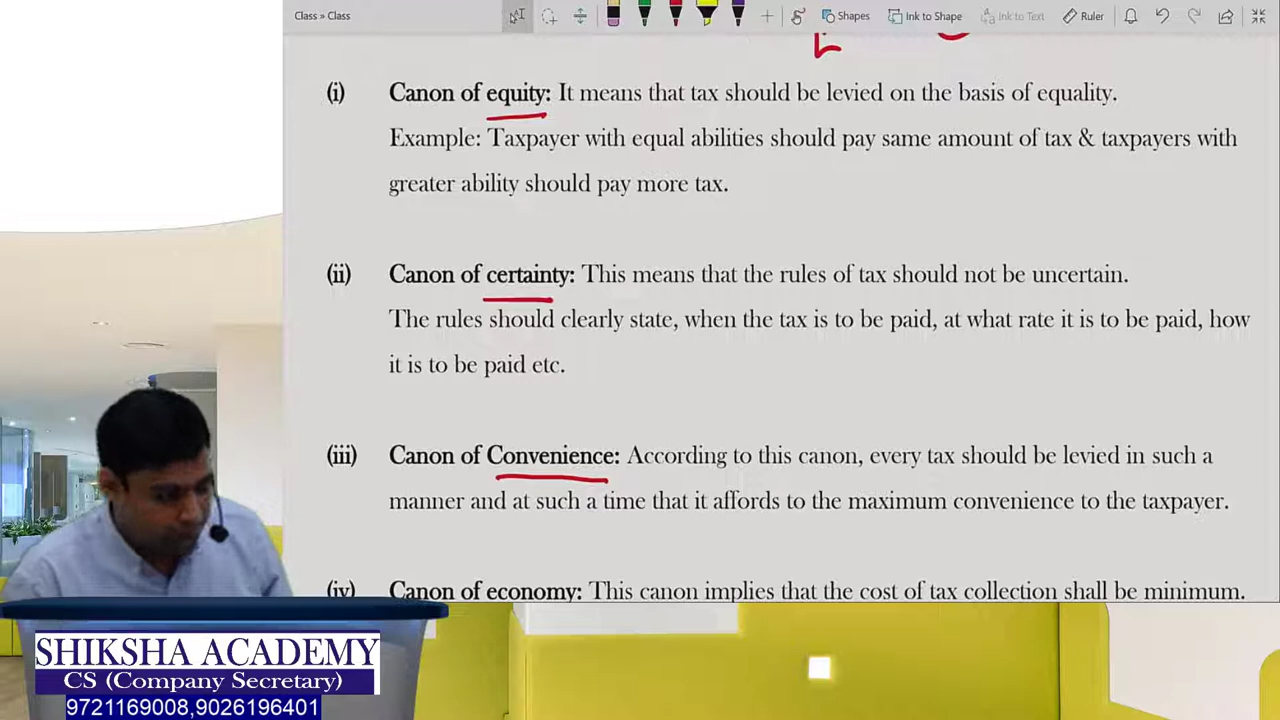 Class » Class
Shapes
Ink to Shape
Ink to Text
Ruler
(i) Canon of equity: It means that tax should be levied on the basis of equality.
Example: Taxpayer with equal abilities should pay same amount of tax & taxpayers with
greater ability should pay more tax.
(ii) Canon of certainty: This means that the rules of tax should not be uncertain.
The rules should clearly state, when the tax is to be paid, at what rate it is to be paid, how
it is to be paid etc.
(iii) Canon of Convenience: According to this canon, every tax should be levied in such a
manner and at such a time that it affords to the maximum convenience to the taxpayer.
(iv) Canon of economy: This canon implies that the cost of tax collection shall be minimum.
SHIKSHA ACADEMY
CS (Company Secretary)
9721169008,9026196401